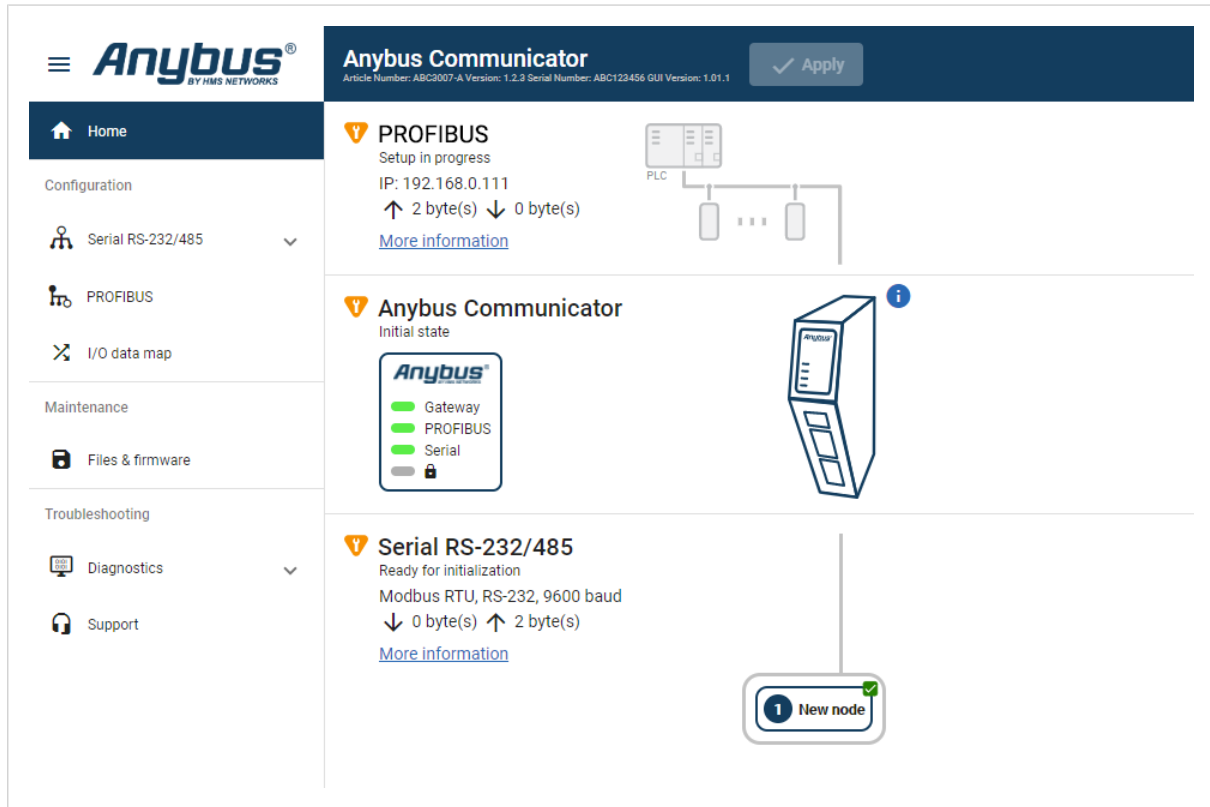 Anybus®
BY HMS NETWORKS
Anybus Communicator
Article Number: ABC3007-A Version: 1.2.3 Serial Number: ABC123456 GUI Version: 1.01.1
Apply
Home
Configuration
Serial RS-232/485
PROFIBUS
I/O data map
Maintenance
Files & firmware
Troubleshooting
Diagnostics
Support
PROFIBUS
Setup in progress
IP: 192.168.0.111
2 byte(s) 0 byte(s)
More information
PLC
Anybus Communicator
Initial state
Anybus®
BY HMS NETWORKS
Gateway
PROFIBUS
Serial
Anybus
i
Serial RS-232/485
Ready for initialization
Modbus RTU, RS-232, 9600 baud
0 byte(s) 2 byte(s)
More information
1 New node